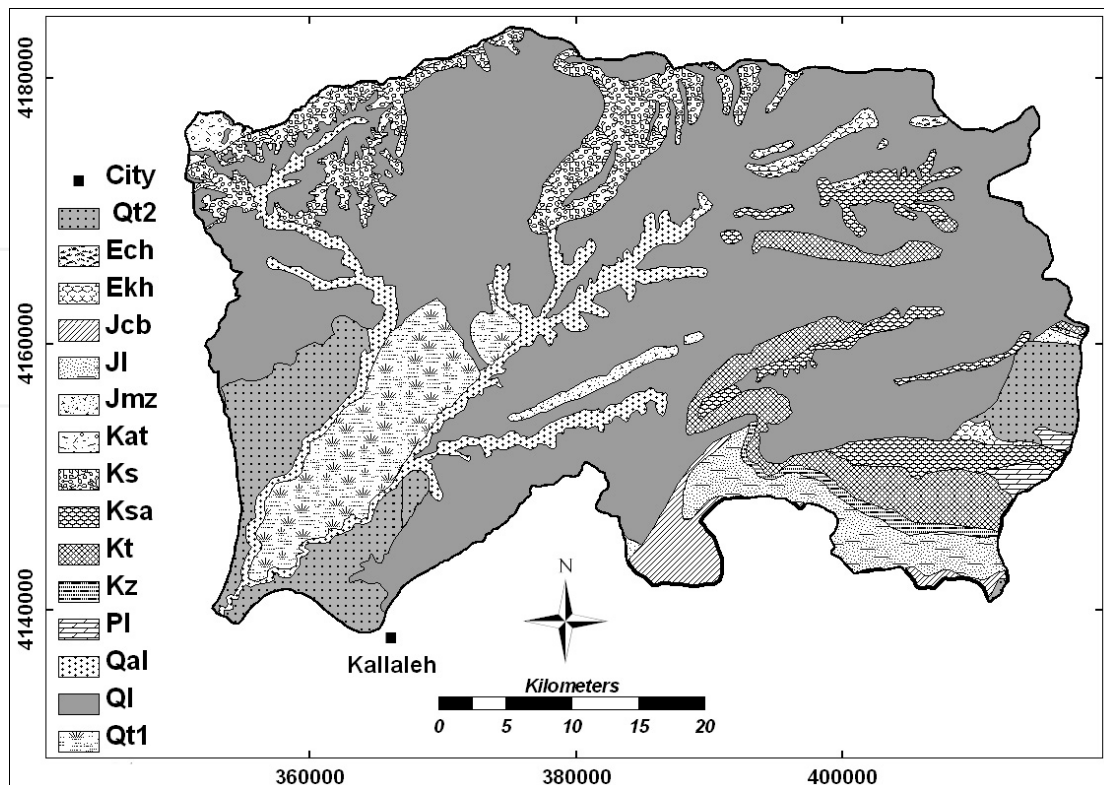 4180000
4160000
4140000
City
Qt2
Ech
Ekh
Jcb
Jl
Jmz
Kat
Ks
Ksa
Kt
Kz
Pl
Qal
Ql
Qt1
N
Kallaleh
Kilometers
0 5 10 15 20
360000 380000 400000